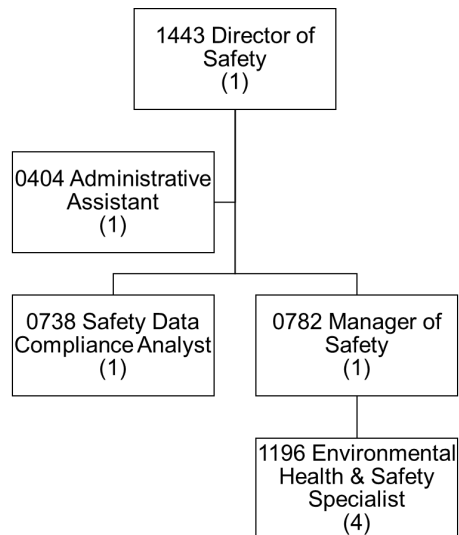 1443 Director of
Safety
(1)
0404 Administrative
Assistant
(1)
0738 Safety Data
Compliance Analyst
(1)
0782 Manager of
Safety
(1)
1196 Environmental
Health & Safety
Specialist
(4)